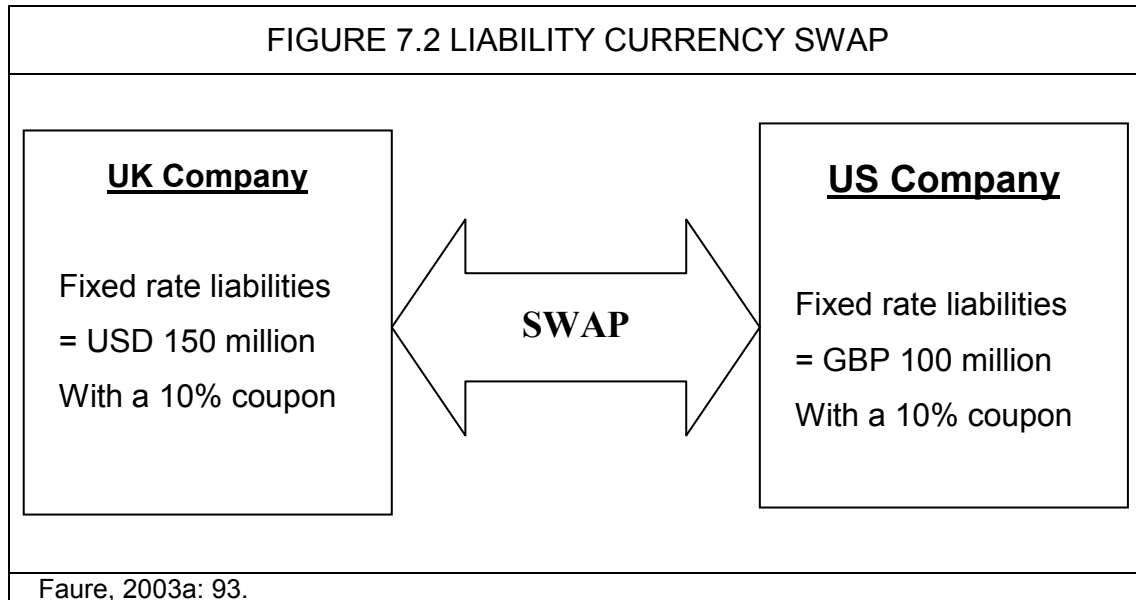 FIGURE 7.2 LIABILITY CURRENCY SWAP
UK Company
Fixed rate liabilities
= USD 150 million
With a 10% coupon
SWAP
US Company
Fixed rate liabilities
= GBP 100 million
With a 10% coupon
Faure, 2003a: 93.